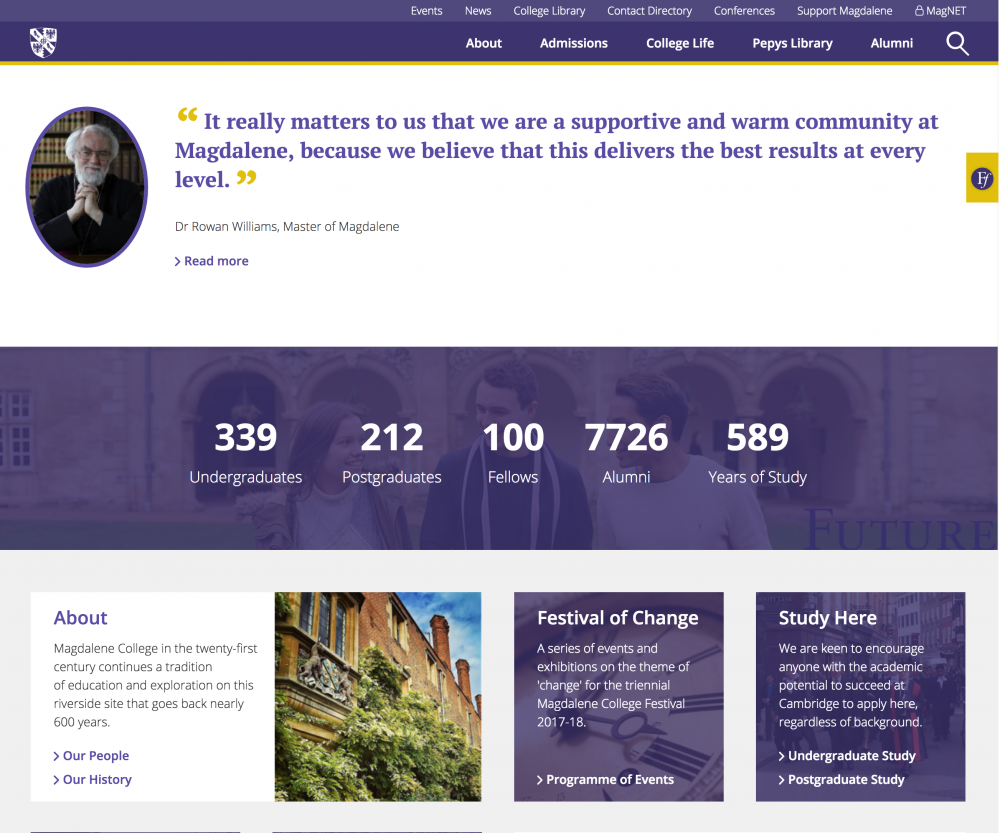 Events News College Library Contact Directory Conferences Support Magdalene MagNET
About Admissions College Life Pepys Library Alumni
“ It really matters to us that we are a supportive and warm community at
Magdalene, because we believe that this delivers the best results at every
level. ”
Ff
Dr Rowan Williams, Master of Magdalene
Read more
339 212 100 7726 589
Undergraduates Postgraduates Fellows Alumni Years of Study
FUTURE
About
Magdalene College in the twenty-first
century continues a tradition
of education and exploration on this
riverside site that goes back nearly
600 years.
Our People
Our History
Festival of Change
A series of events and
exhibitions on the theme of
'change' for the triennial
Magdalene College Festival
2017-18.
Programme of Events
Study Here
We are keen to encourage
anyone with the academic
potential to succeed at
Cambridge to apply here,
regardless of background.
Undergraduate Study
Postgraduate Study